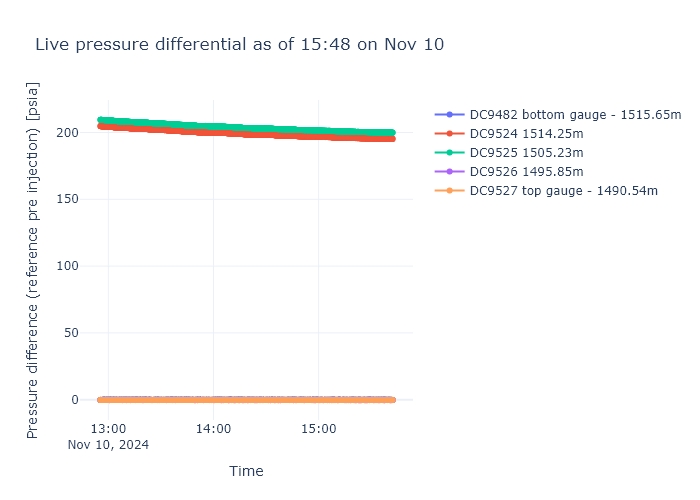 Live pressure differential as of 15:48 on Nov 10
Pressure difference (reference pre injection) [psia]
200
150
100
50
0
13:00
Nov 10, 2024
14:00
15:00
Time
DC9482 bottom gauge - 1515.65m
DC9524 1514.25m
DC9525 1505.23m
DC9526 1495.85m
DC9527 top gauge - 1490.54m